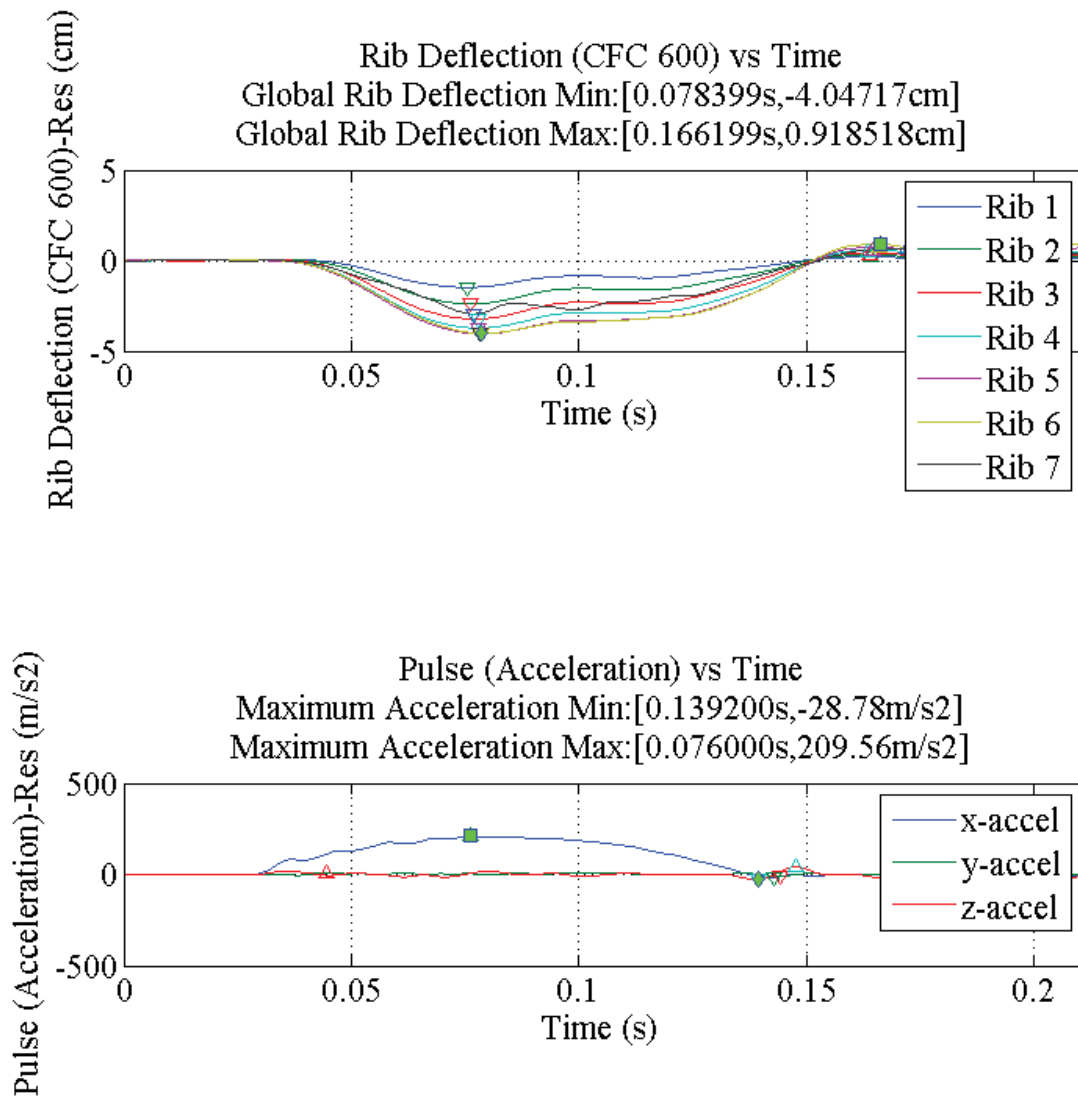 Rib Deflection (CFC 600) vs Time
Global Rib Deflection Min:[0.078399s,-4.04717cm]
Global Rib Deflection Max:[0.166199s,0.918518cm]
Rib Deflection (CFC 600)-Res (cm)
5
0
-5
0
0.05
0.1
0.15
Time (s)
Rib 1
Rib 2
Rib 3
Rib 4
Rib 5
Rib 6
Rib 7
Pulse (Acceleration) vs Time
Maximum Acceleration Min:[0.139200s,-28.78m/s2]
Maximum Acceleration Max:[0.076000s,209.56m/s2]
Pulse (Acceleration)-Res (m/s2)
500
0
-500
0
0.05
0.1
0.15
0.2
Time (s)
x-accel
y-accel
z-accel